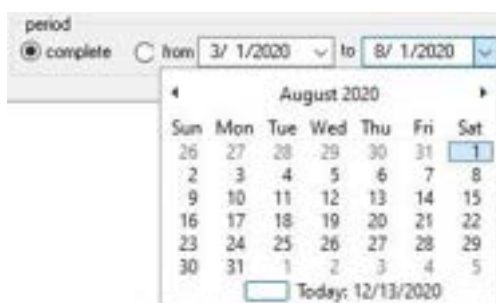 period
complete from 3/ 1/2020 to 8/ 1/2020
August 2020
Sun Mon Tue Wed Thu Fri Sat
26 27 28 29 30 31 1
2 3 4 5 6 7 8
9 10 11 12 13 14 15
16 17 18 19 20 21 22
23 24 25 26 27 28 29
30 31 1 2 3 4 5
Today: 12/13/2020